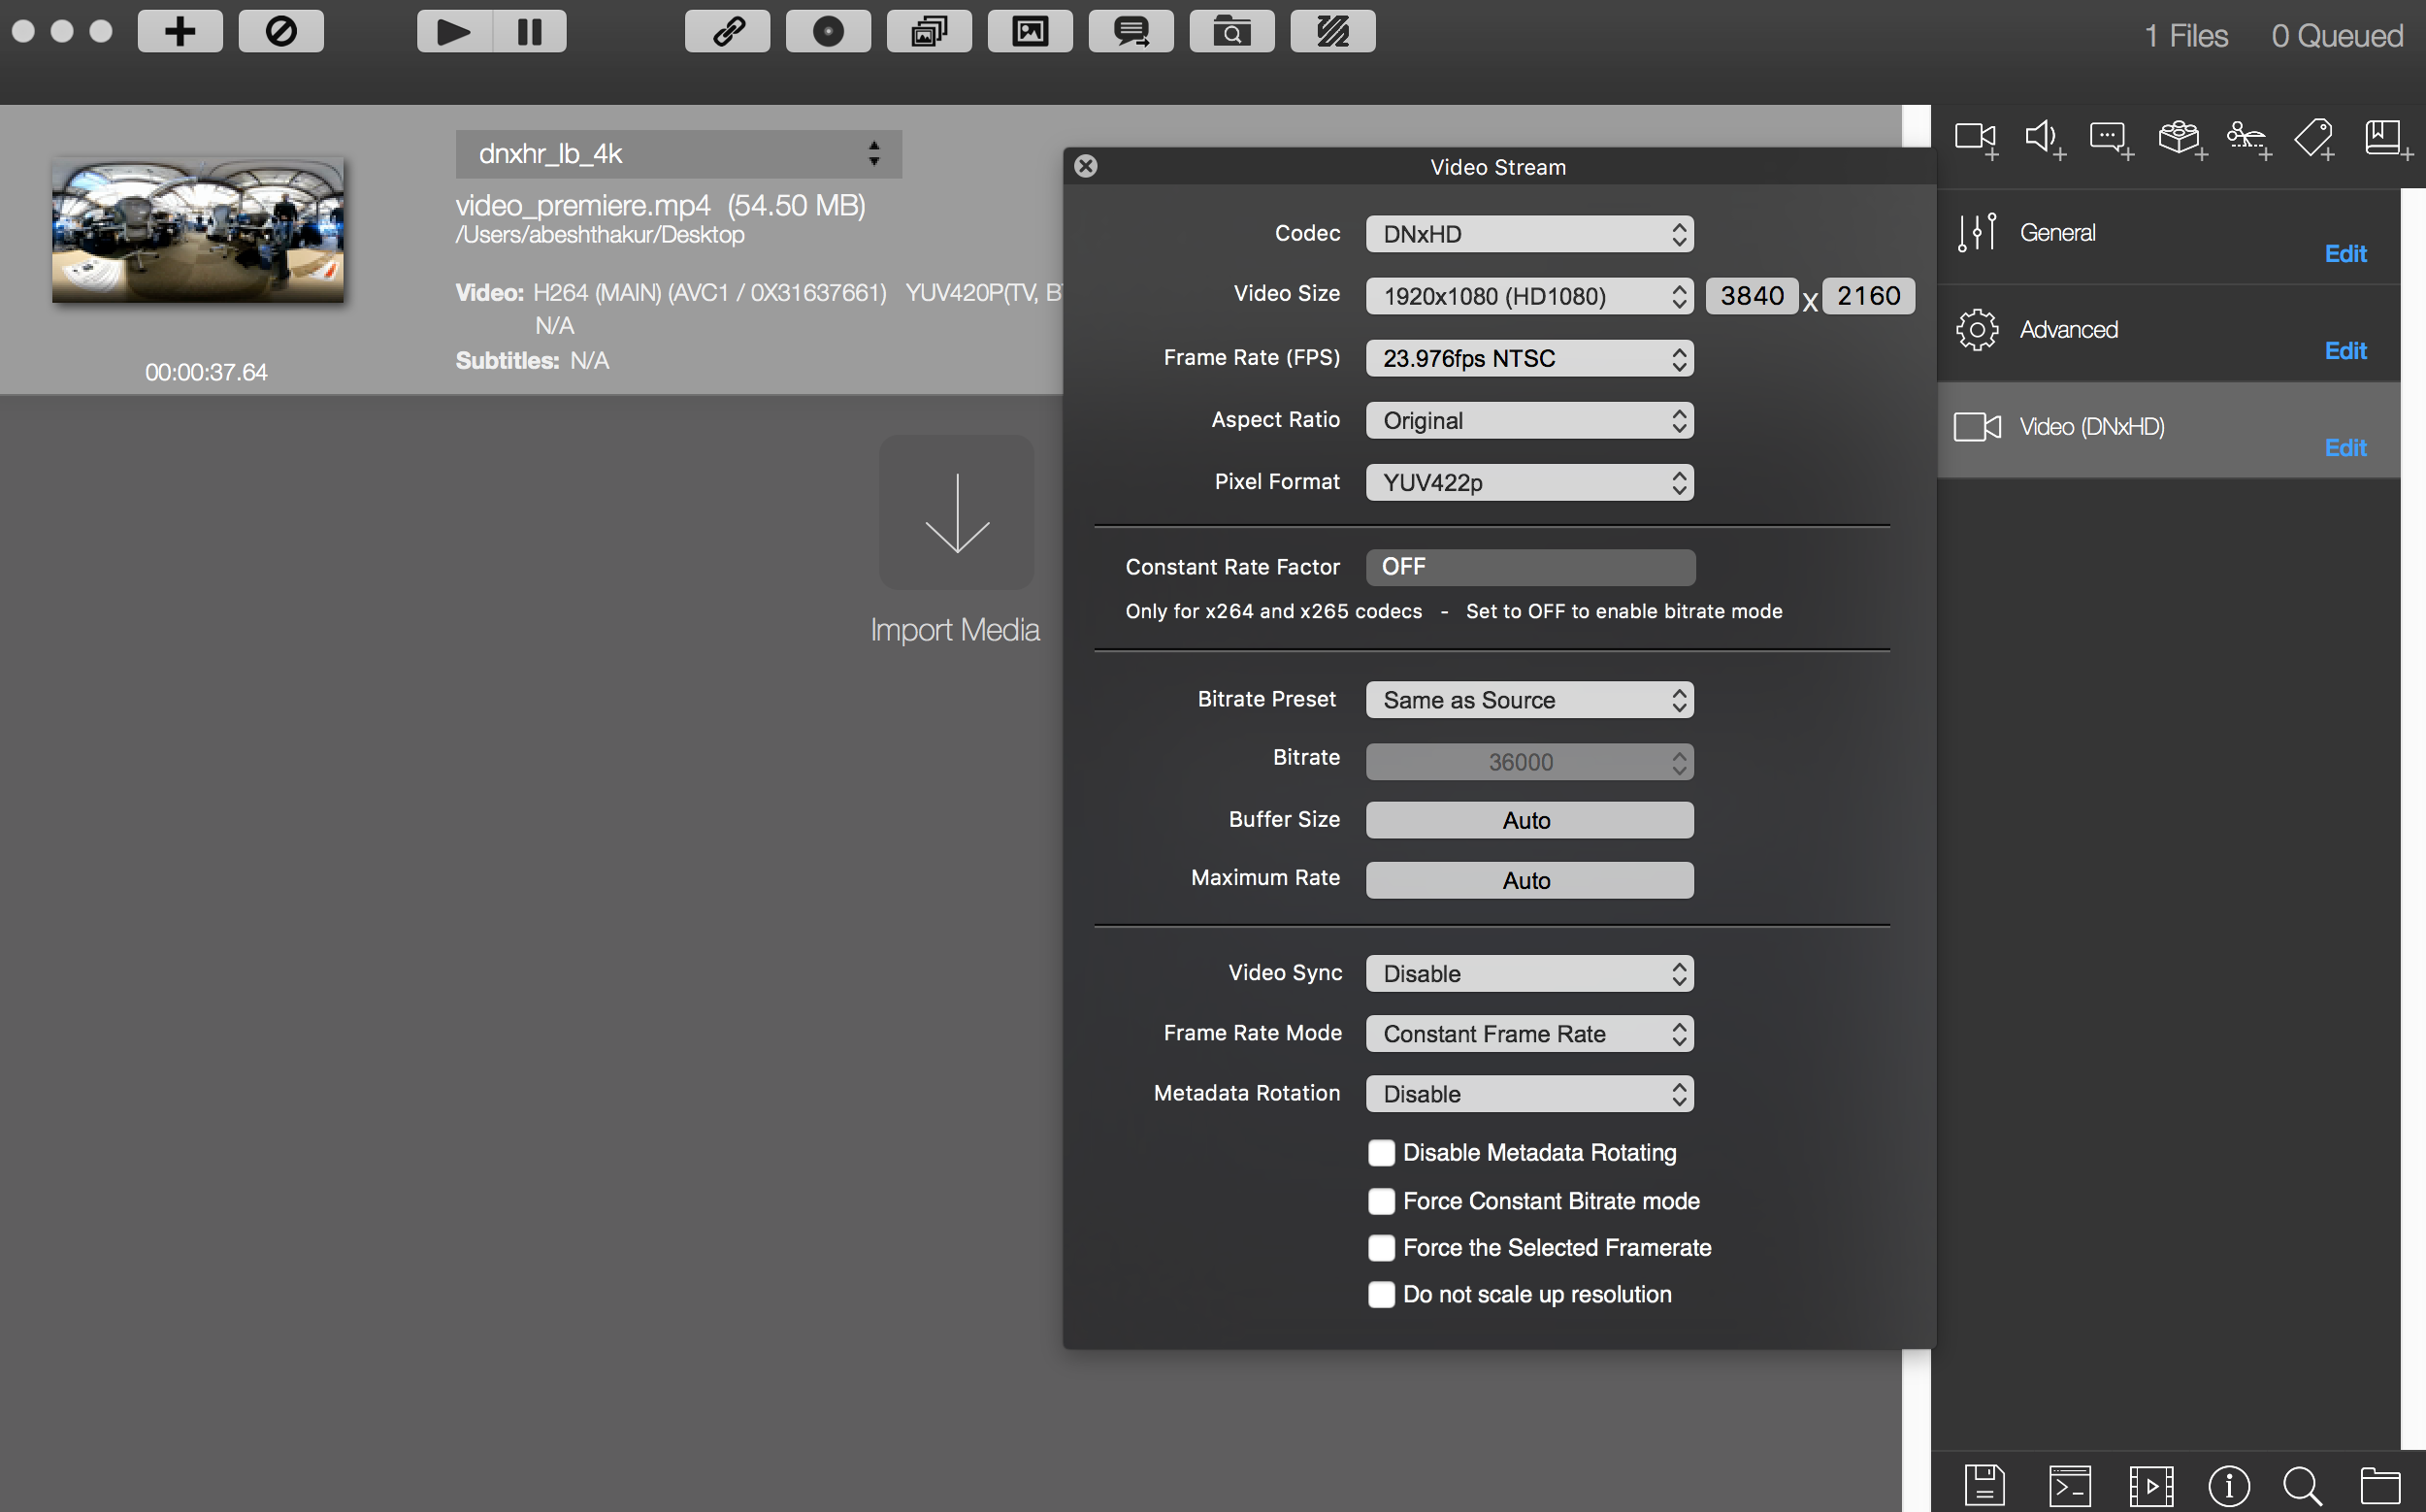 1 Files 0 Queued
dnxhr_lb_4k
video_premiere.mp4 (54.50 MB)
/Users/abeshthakur/Desktop
Video: H264 (MAIN) (AVC1 / 0X31637661) YUV420P(TV, B
N/A
Subtitles: N/A
00:00:37.64
Import Media
Video Stream
Codec DNxHD
Video Size 1920x1080 (HD1080) 3840 x 2160
Frame Rate (FPS) 23.976fps NTSC
Aspect Ratio Original
Pixel Format YUV422p
Constant Rate Factor OFF
Only for x264 and x265 codecs - Set to OFF to enable bitrate mode
Bitrate Preset Same as Source
Bitrate 36000
Buffer Size Auto
Maximum Rate Auto
Video Sync Disable
Frame Rate Mode Constant Frame Rate
Metadata Rotation Disable
Disable Metadata Rotating
Force Constant Bitrate mode
Force the Selected Framerate
Do not scale up resolution
General
Edit
Advanced
Edit
Video (DNxHD)
Edit